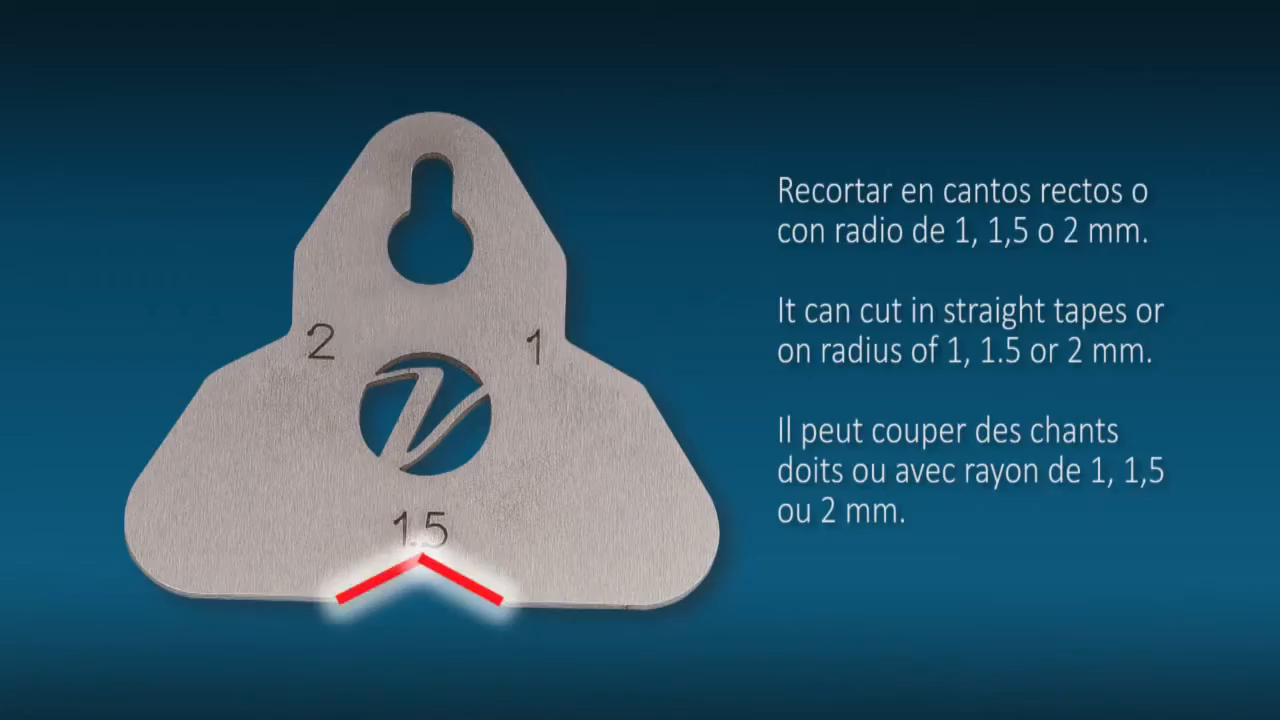 2
1
1.5
Recortar en cantos rectos o
con radio de 1, 1,5 o 2 mm.
It can cut in straight tapes or
on radius of 1, 1.5 or 2 mm.
Il peut couper des chants
doits ou avec rayon de 1, 1,5
ou 2 mm.